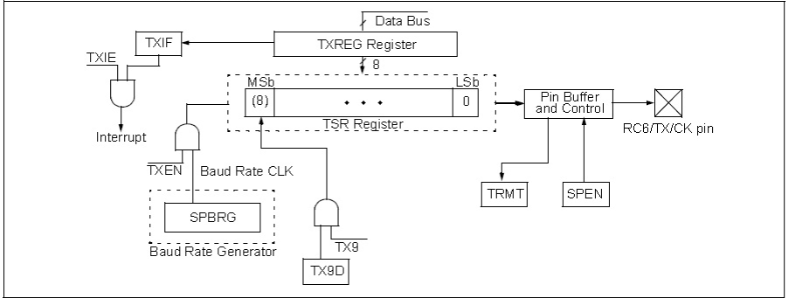 Data Bus
TXIF
TXREG Register
TXIE
8
MSb
LSb
(8)
• • •
0
Pin Buffer
and Control
TSR Register
RC6/TX/CK pin
Interrupt
TXEN
Baud Rate CLK
TRMT
SPEN
SPBRG
TX9
Baud Rate Generator
TX9D